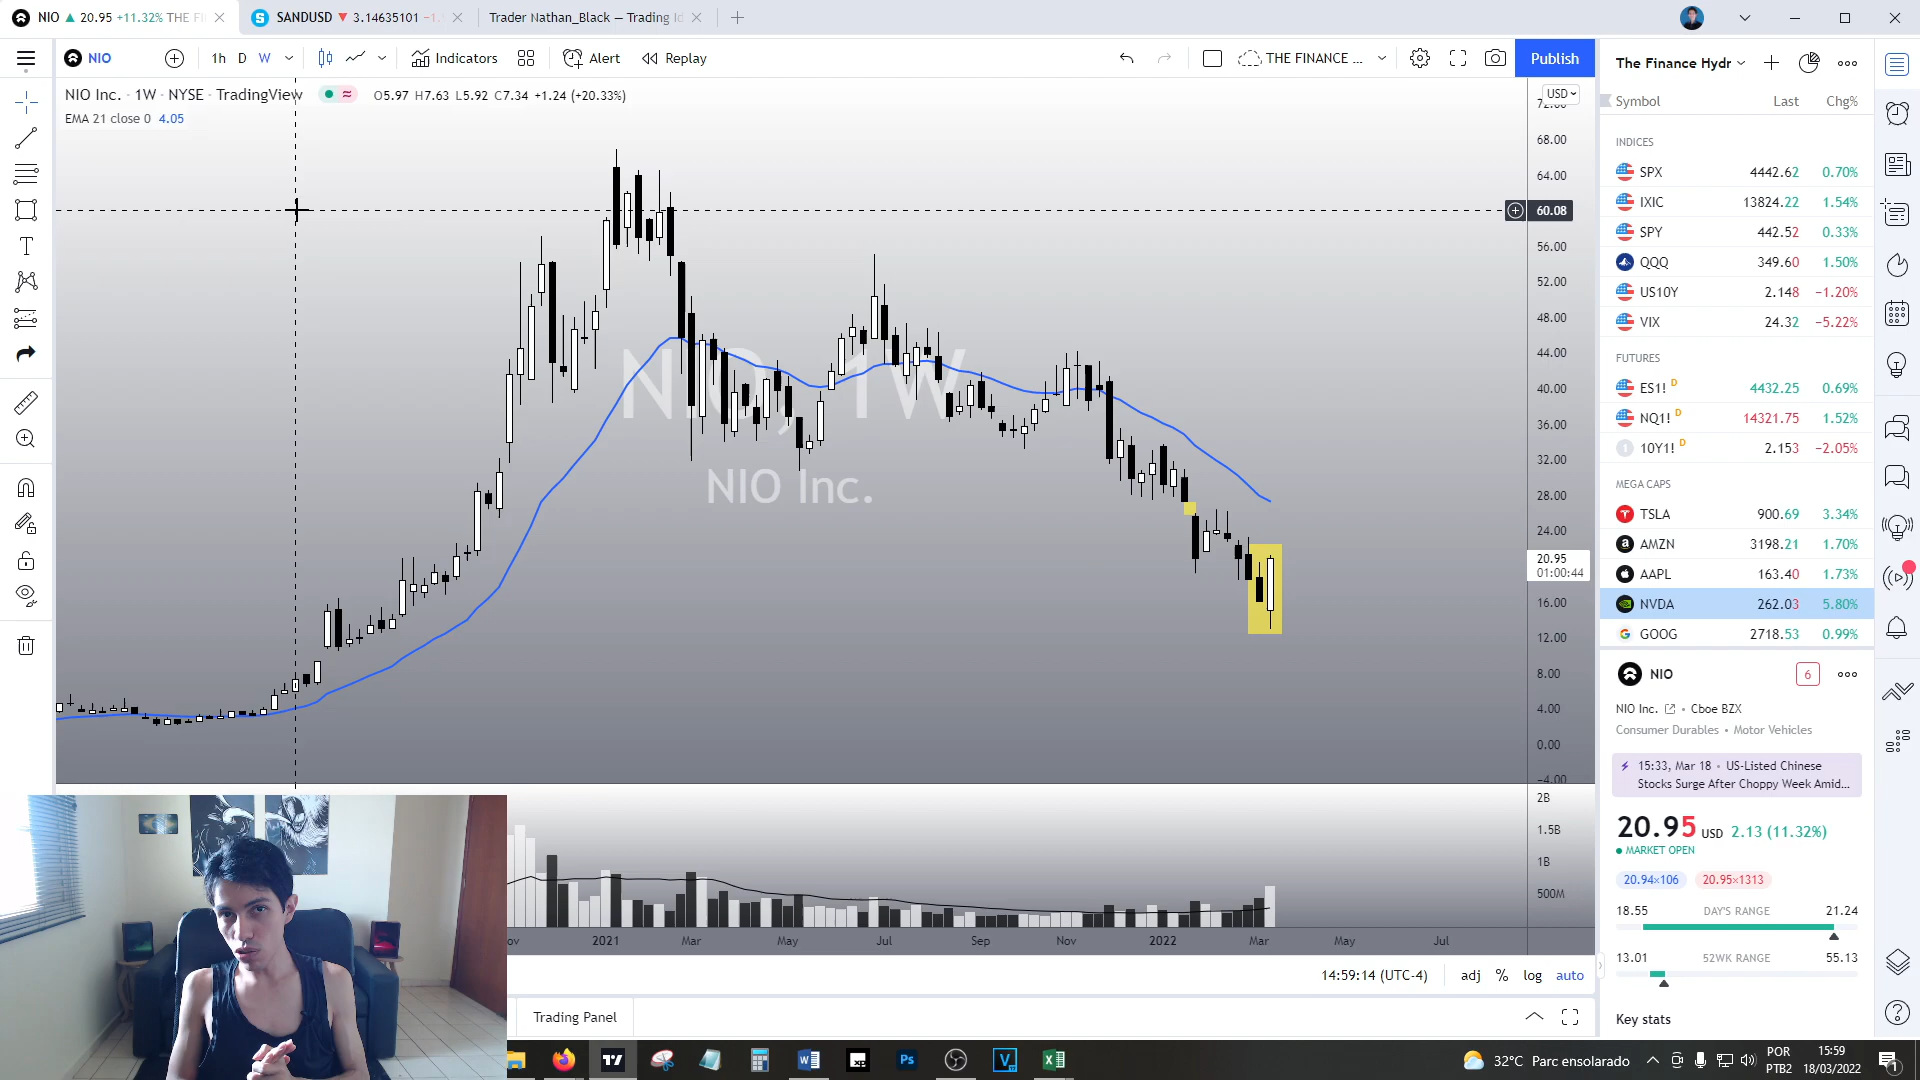 NIO ▲ 20.95 +11.32% THE FI
SANDUSD ▼ 3.14635101 −1.
Trader Nathan_Black — Trading Id
NIO
1h D W
Indicators
Alert
Replay
THE FINANCE ...
Publish
NIO Inc. · 1W · NYSE · TradingView
O5.97 H7.63 L5.92 C7.34 +1.24 (+20.33%)
EMA 21 close 0 4.05
NIO, 1W
NIO Inc.
USD
72.00
68.00
64.00
60.08
56.00
52.00
48.00
44.00
40.00
36.00
32.00
28.00
24.00
20.95
01:00:44
16.00
12.00
8.00
4.00
0.00
−4.00
2B
1.5B
1B
500M
ov 2021 Mar May Jul Sep Nov 2022 Mar May Jul
14:59:14 (UTC-4) adj % log auto
Trading Panel
The Finance Hydr
Symbol Last Chg%
INDICES
SPX 4442.62 0.70%
IXIC 13824.22 1.54%
SPY 442.52 0.33%
QQQ 349.60 1.50%
US10Y 2.148 −1.20%
VIX 24.32 −5.22%
FUTURES
ES1! D 4432.25 0.69%
NQ1! D 14321.75 1.52%
10Y1! D 2.153 −2.05%
MEGA CAPS
TSLA 900.69 3.34%
AMZN 3198.21 1.70%
AAPL 163.40 1.73%
NVDA 262.03 5.80%
GOOG 2718.53 0.99%
NIO 6
NIO Inc. • Cboe BZX
Consumer Durables • Motor Vehicles
15:33, Mar 18 • US-Listed Chinese
Stocks Surge After Choppy Week Amid...
20.95 USD 2.13 (11.32%)
MARKET OPEN
20.94×106 20.95×1313
18.55 DAY'S RANGE 21.24
13.01 52WK RANGE 55.13
Key stats
32°C Parc ensolarado
POR
PTB2
15:59
18/03/2022
1